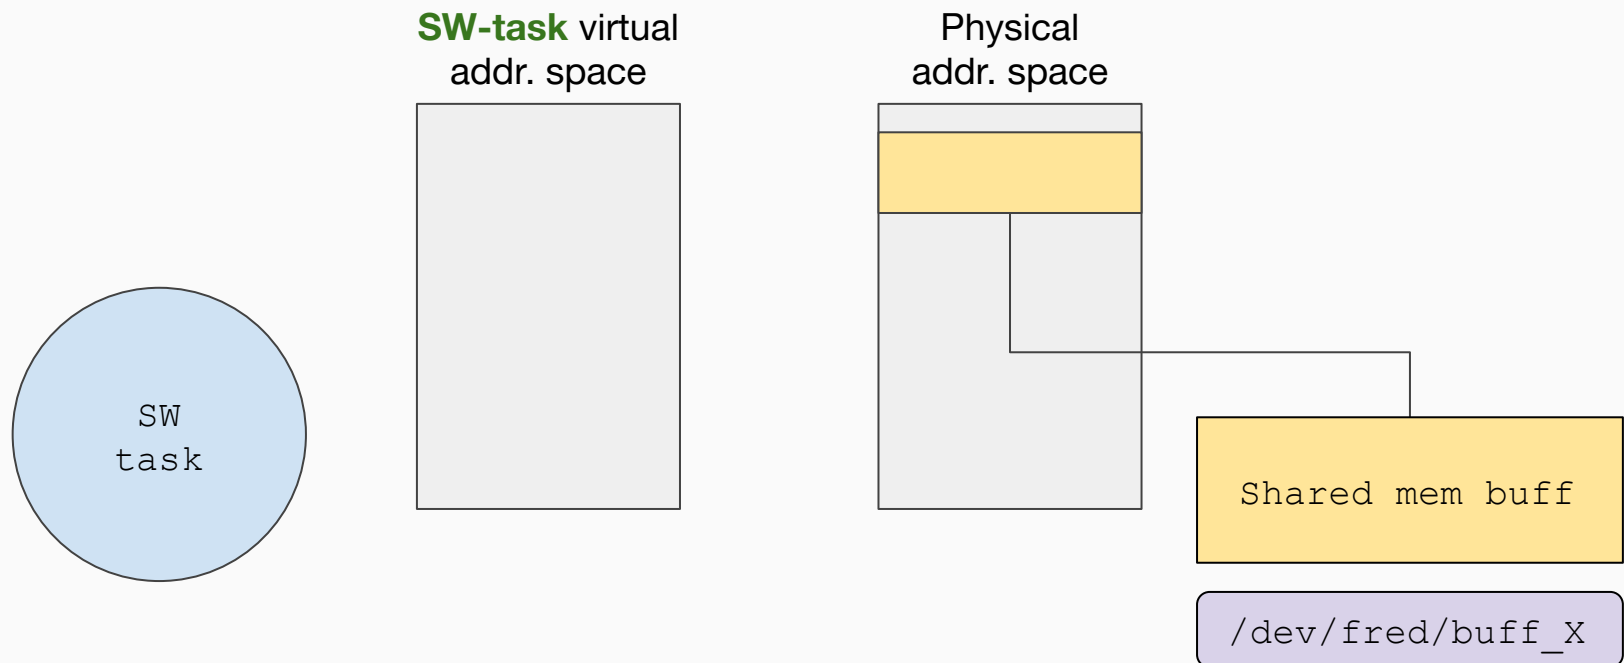 SW-task virtual
addr. space
Physical
addr. space
SW
task
Shared mem buff
/dev/fred/buff_X